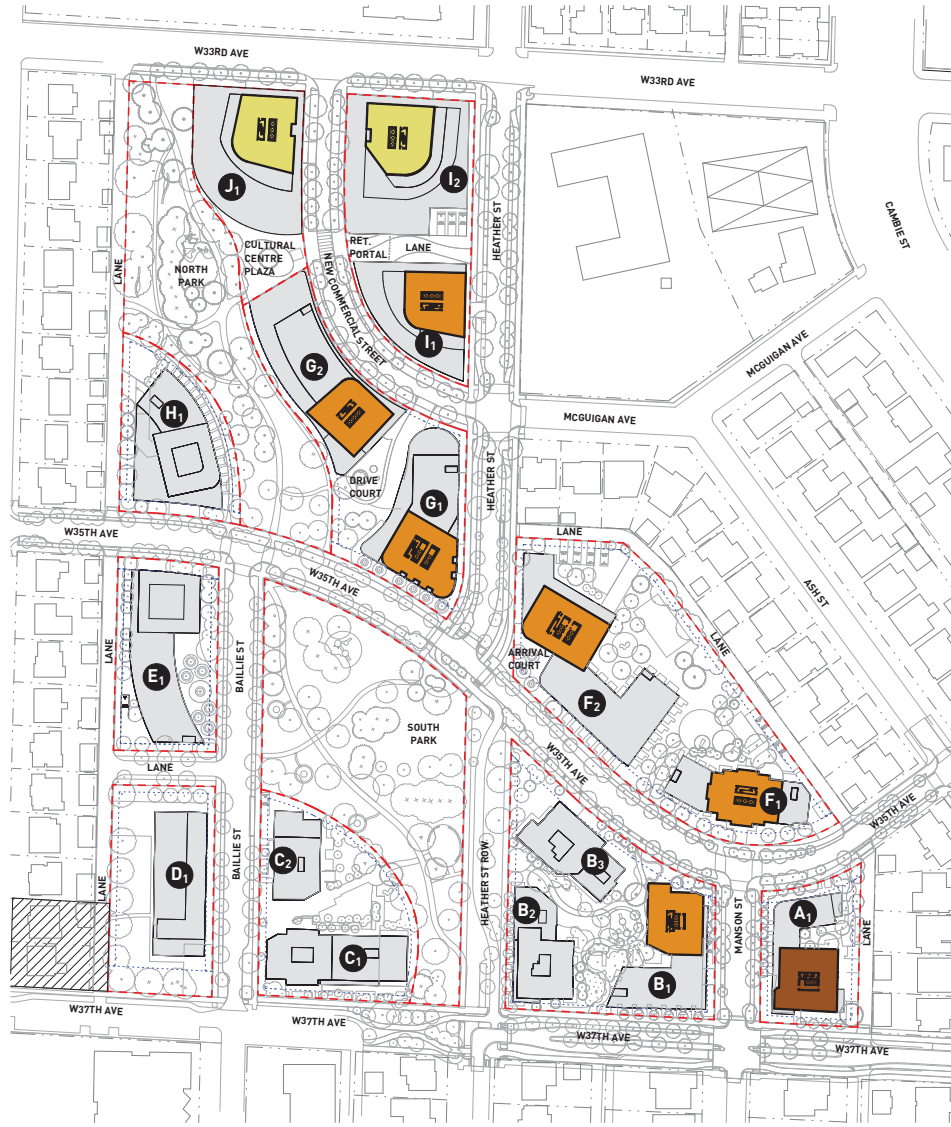 W33RD AVE
W33RD AVE
J1
I2
HEATHER ST
CAMBIE ST
CULTURAL
CENTRE
PLAZA
RET.
PORTAL
LANE
NORTH
PARK
LANE
NEW COMMERCIAL STREET
I1
G2
MCGUIGAN AVE
MCGUIGAN AVE
H1
DRIVE
COURT
G1
HEATHER ST
W35TH AVE
LANE
W35TH AVE
ASH ST
LANE
LANE
BAILLIE ST
E1
ARRIVAL
COURT
F2
SOUTH
PARK
W35TH AVE
LANE
F1
W35TH AVE
D1
LANE
BAILLIE ST
C2
C1
HEATHER ST ROW
B3
B2
B1
MANSON ST
A1
LANE
W37TH AVE
W37TH AVE
W37TH AVE
W37TH AVE